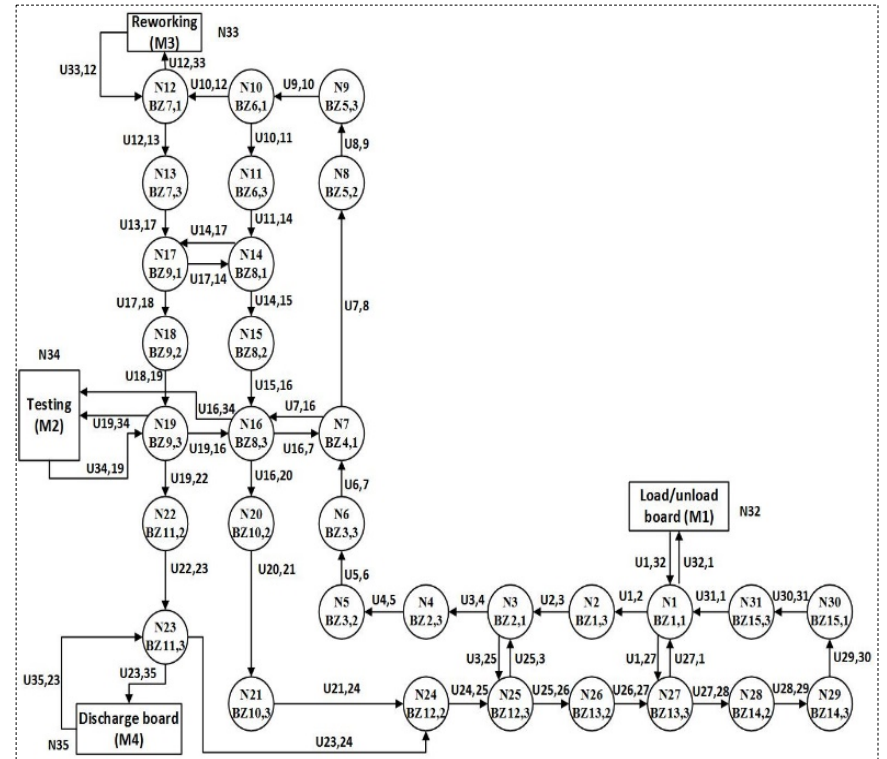 Reworking
(M3)
N33
U33,12
U12,33
N12
BZ7,1
U10,12
N10
BZ6,1
U9,10
N9
BZ5,3
U12,13
U10,11
U8,9
N13
BZ7,3
N11
BZ6,3
N8
BZ5,2
U13,17
U14,17
U11,14
N17
BZ9,1
U17,14
N14
BZ8,1
U17,18
U14,15
U7,8
N18
BZ9,2
N15
BZ8,2
N34
U18,19
U15,16
Testing
(M2)
U16,34
U7,16
U19,34
N19
BZ9,3
U19,16
N16
BZ8,3
U16,7
N7
BZ4,1
U34,19
U19,22
U16,20
U6,7
N22
BZ11,2
N20
BZ10,2
N6
BZ3,3
Load/unload
board (M1)
N32
U22,23
U20,21
U5,6
U1,32
U32,1
N5
BZ3,2
U4,5
N4
BZ2,3
U3,4
N3
BZ2,1
U2,3
N2
BZ1,3
U1,2
N1
BZ1,1
U31,1
N31
BZ15,3
U30,31
N30
BZ15,1
N23
BZ11,3
U35,23
U23,35
U3,25
U25,3
U1,27
U27,1
U29,30
N35
Discharge board
(M4)
N21
BZ10,3
U21,24
N24
BZ12,2
U24,25
N25
BZ12,3
U25,26
N26
BZ13,2
U26,27
N27
BZ13,3
U27,28
N28
BZ14,2
U28,29
N29
BZ14,3
U23,24